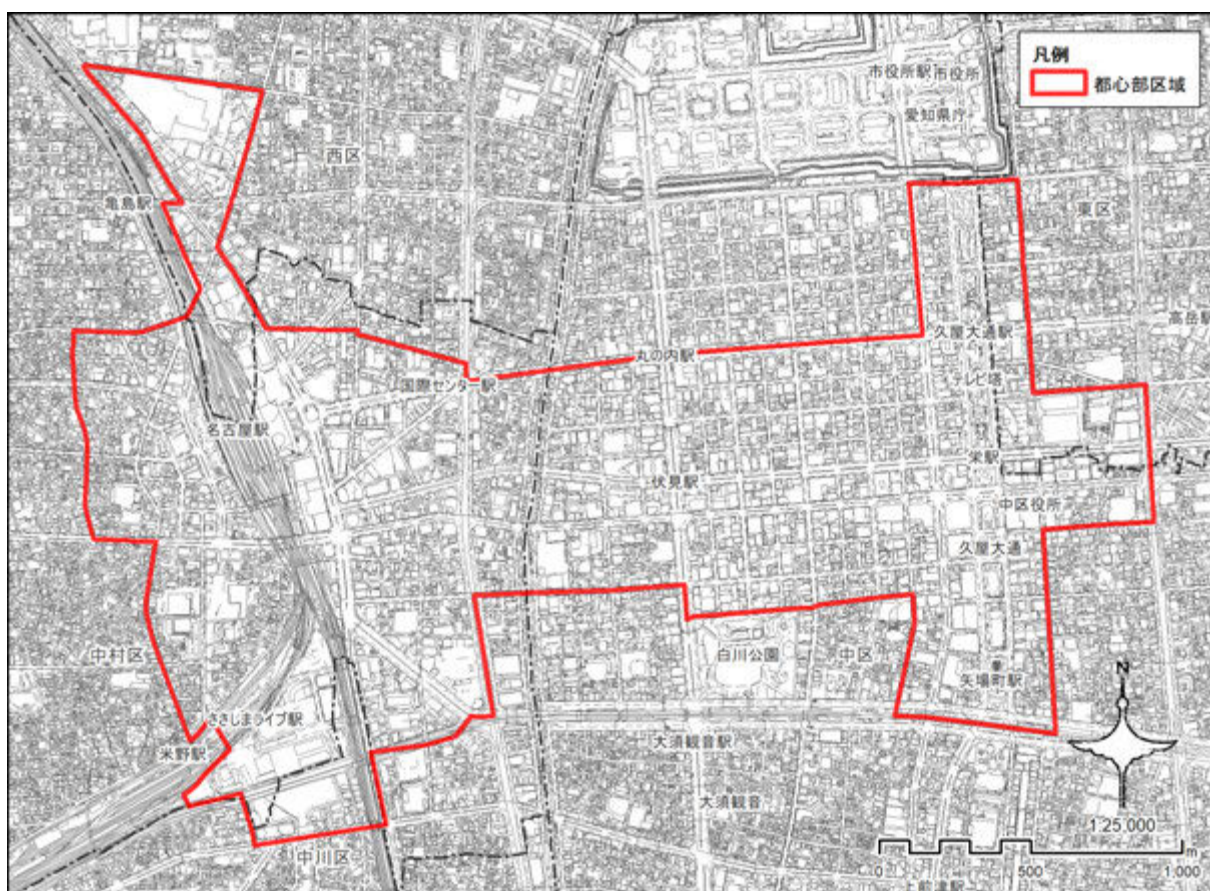 凡例
都心部区域
市役所駅
市役所
愛知県庁
西区
亀島駅
東区
高岳駅
久屋大通駅
丸の内駅
テレビ塔
国際センター駅
名古屋駅
栄駅
伏見駅
中区役所
久屋大通
中村区
白川公園
中区
矢場町駅
ささしまライブ駅
米野駅
大須観音駅
大須観音
N
1:25,000
中川区
上前津駅
0
500
1,000
m